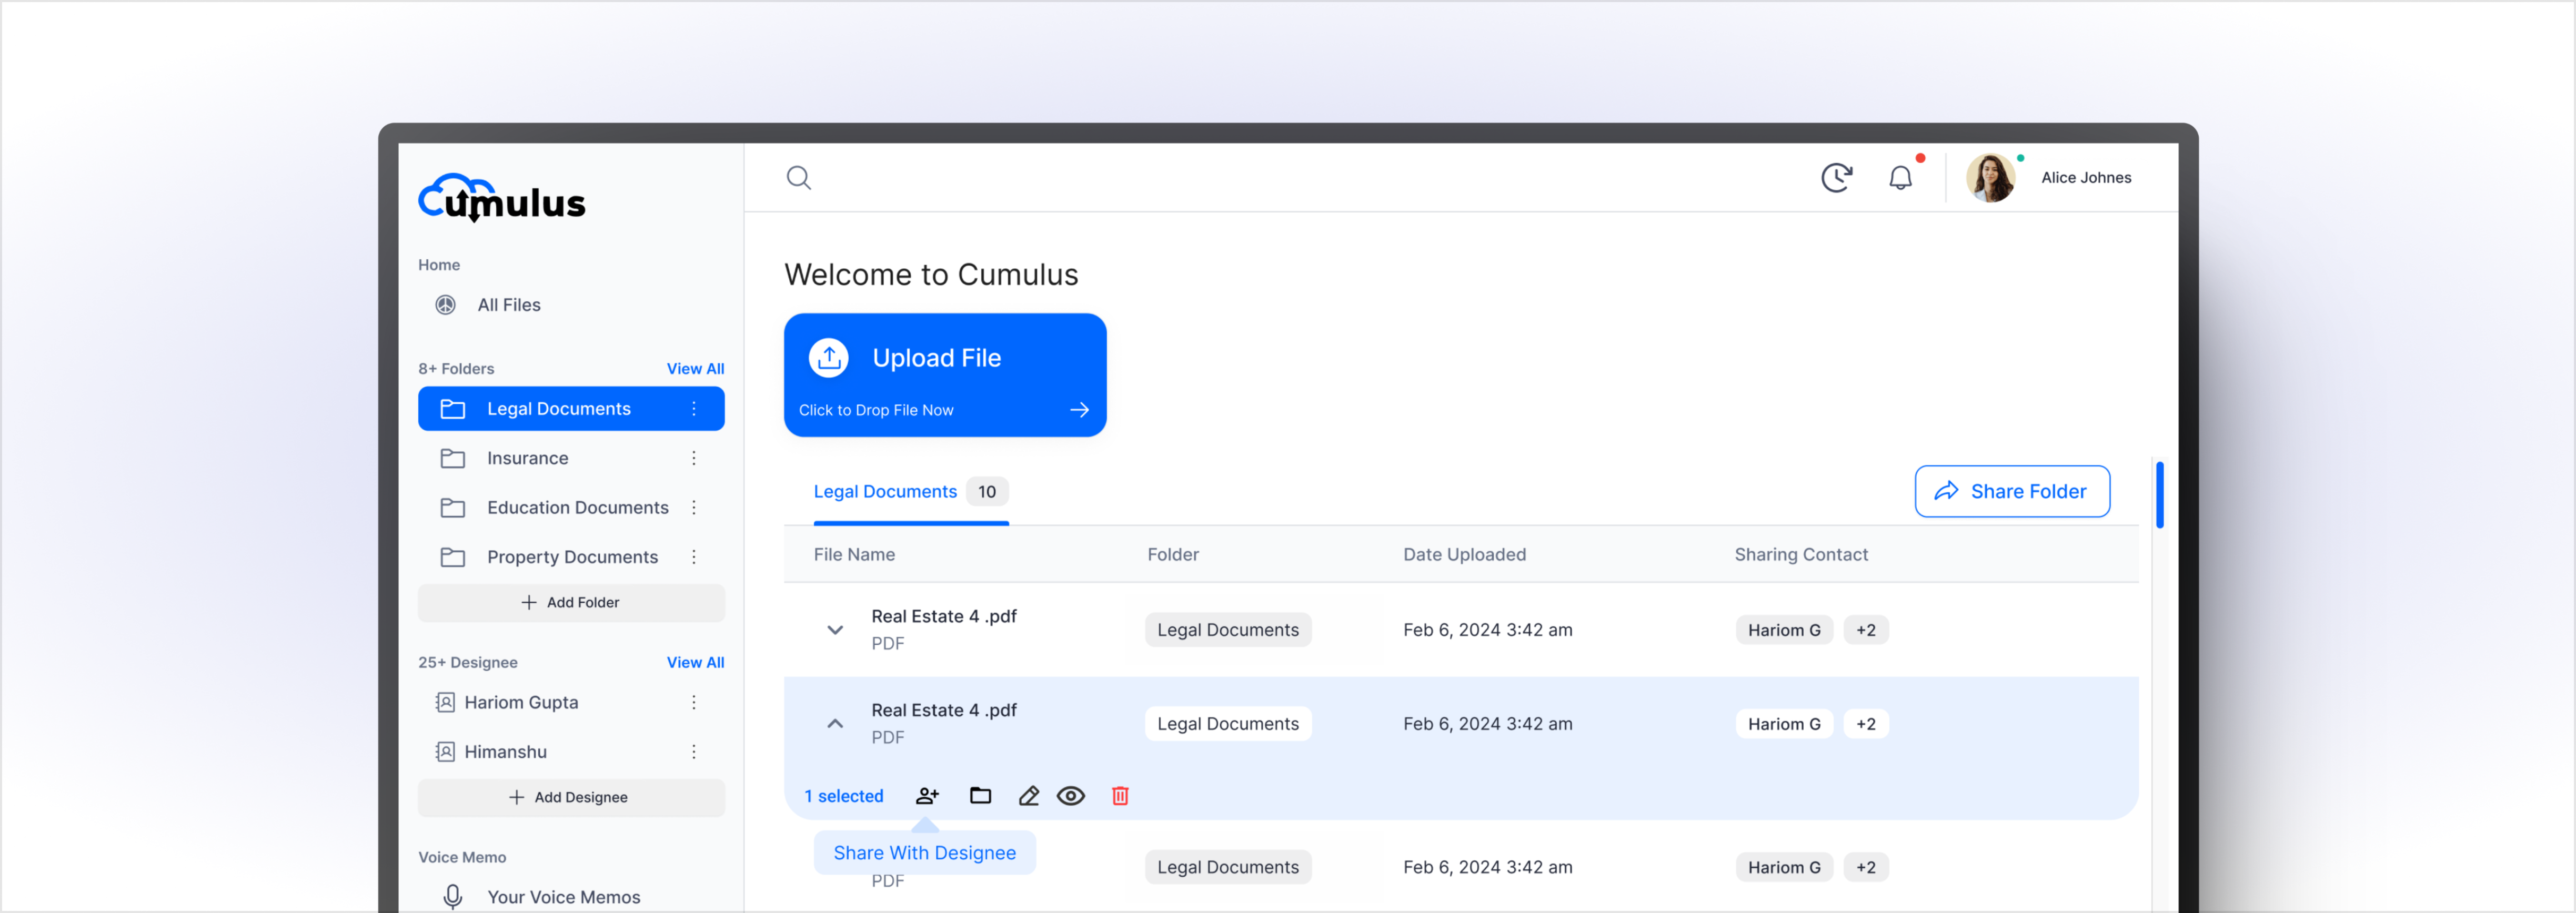 Cumulus
Home
All Files
8+ Folders View All
Legal Documents
Insurance
Education Documents
Property Documents
+ Add Folder
25+ Designee View All
Hariom Gupta
Himanshu
+ Add Designee
Voice Memo
Your Voice Memos
Alice Johnes
Welcome to Cumulus
Upload File
Click to Drop File Now
Legal Documents 10
Share Folder
File Name Folder Date Uploaded Sharing Contact
Real Estate 4 .pdf
PDF
Legal Documents Feb 6, 2024 3:42 am Hariom G +2
Real Estate 4 .pdf
PDF
Legal Documents Feb 6, 2024 3:42 am Hariom G +2
1 selected
Share With Designee
PDF
Legal Documents Feb 6, 2024 3:42 am Hariom G +2